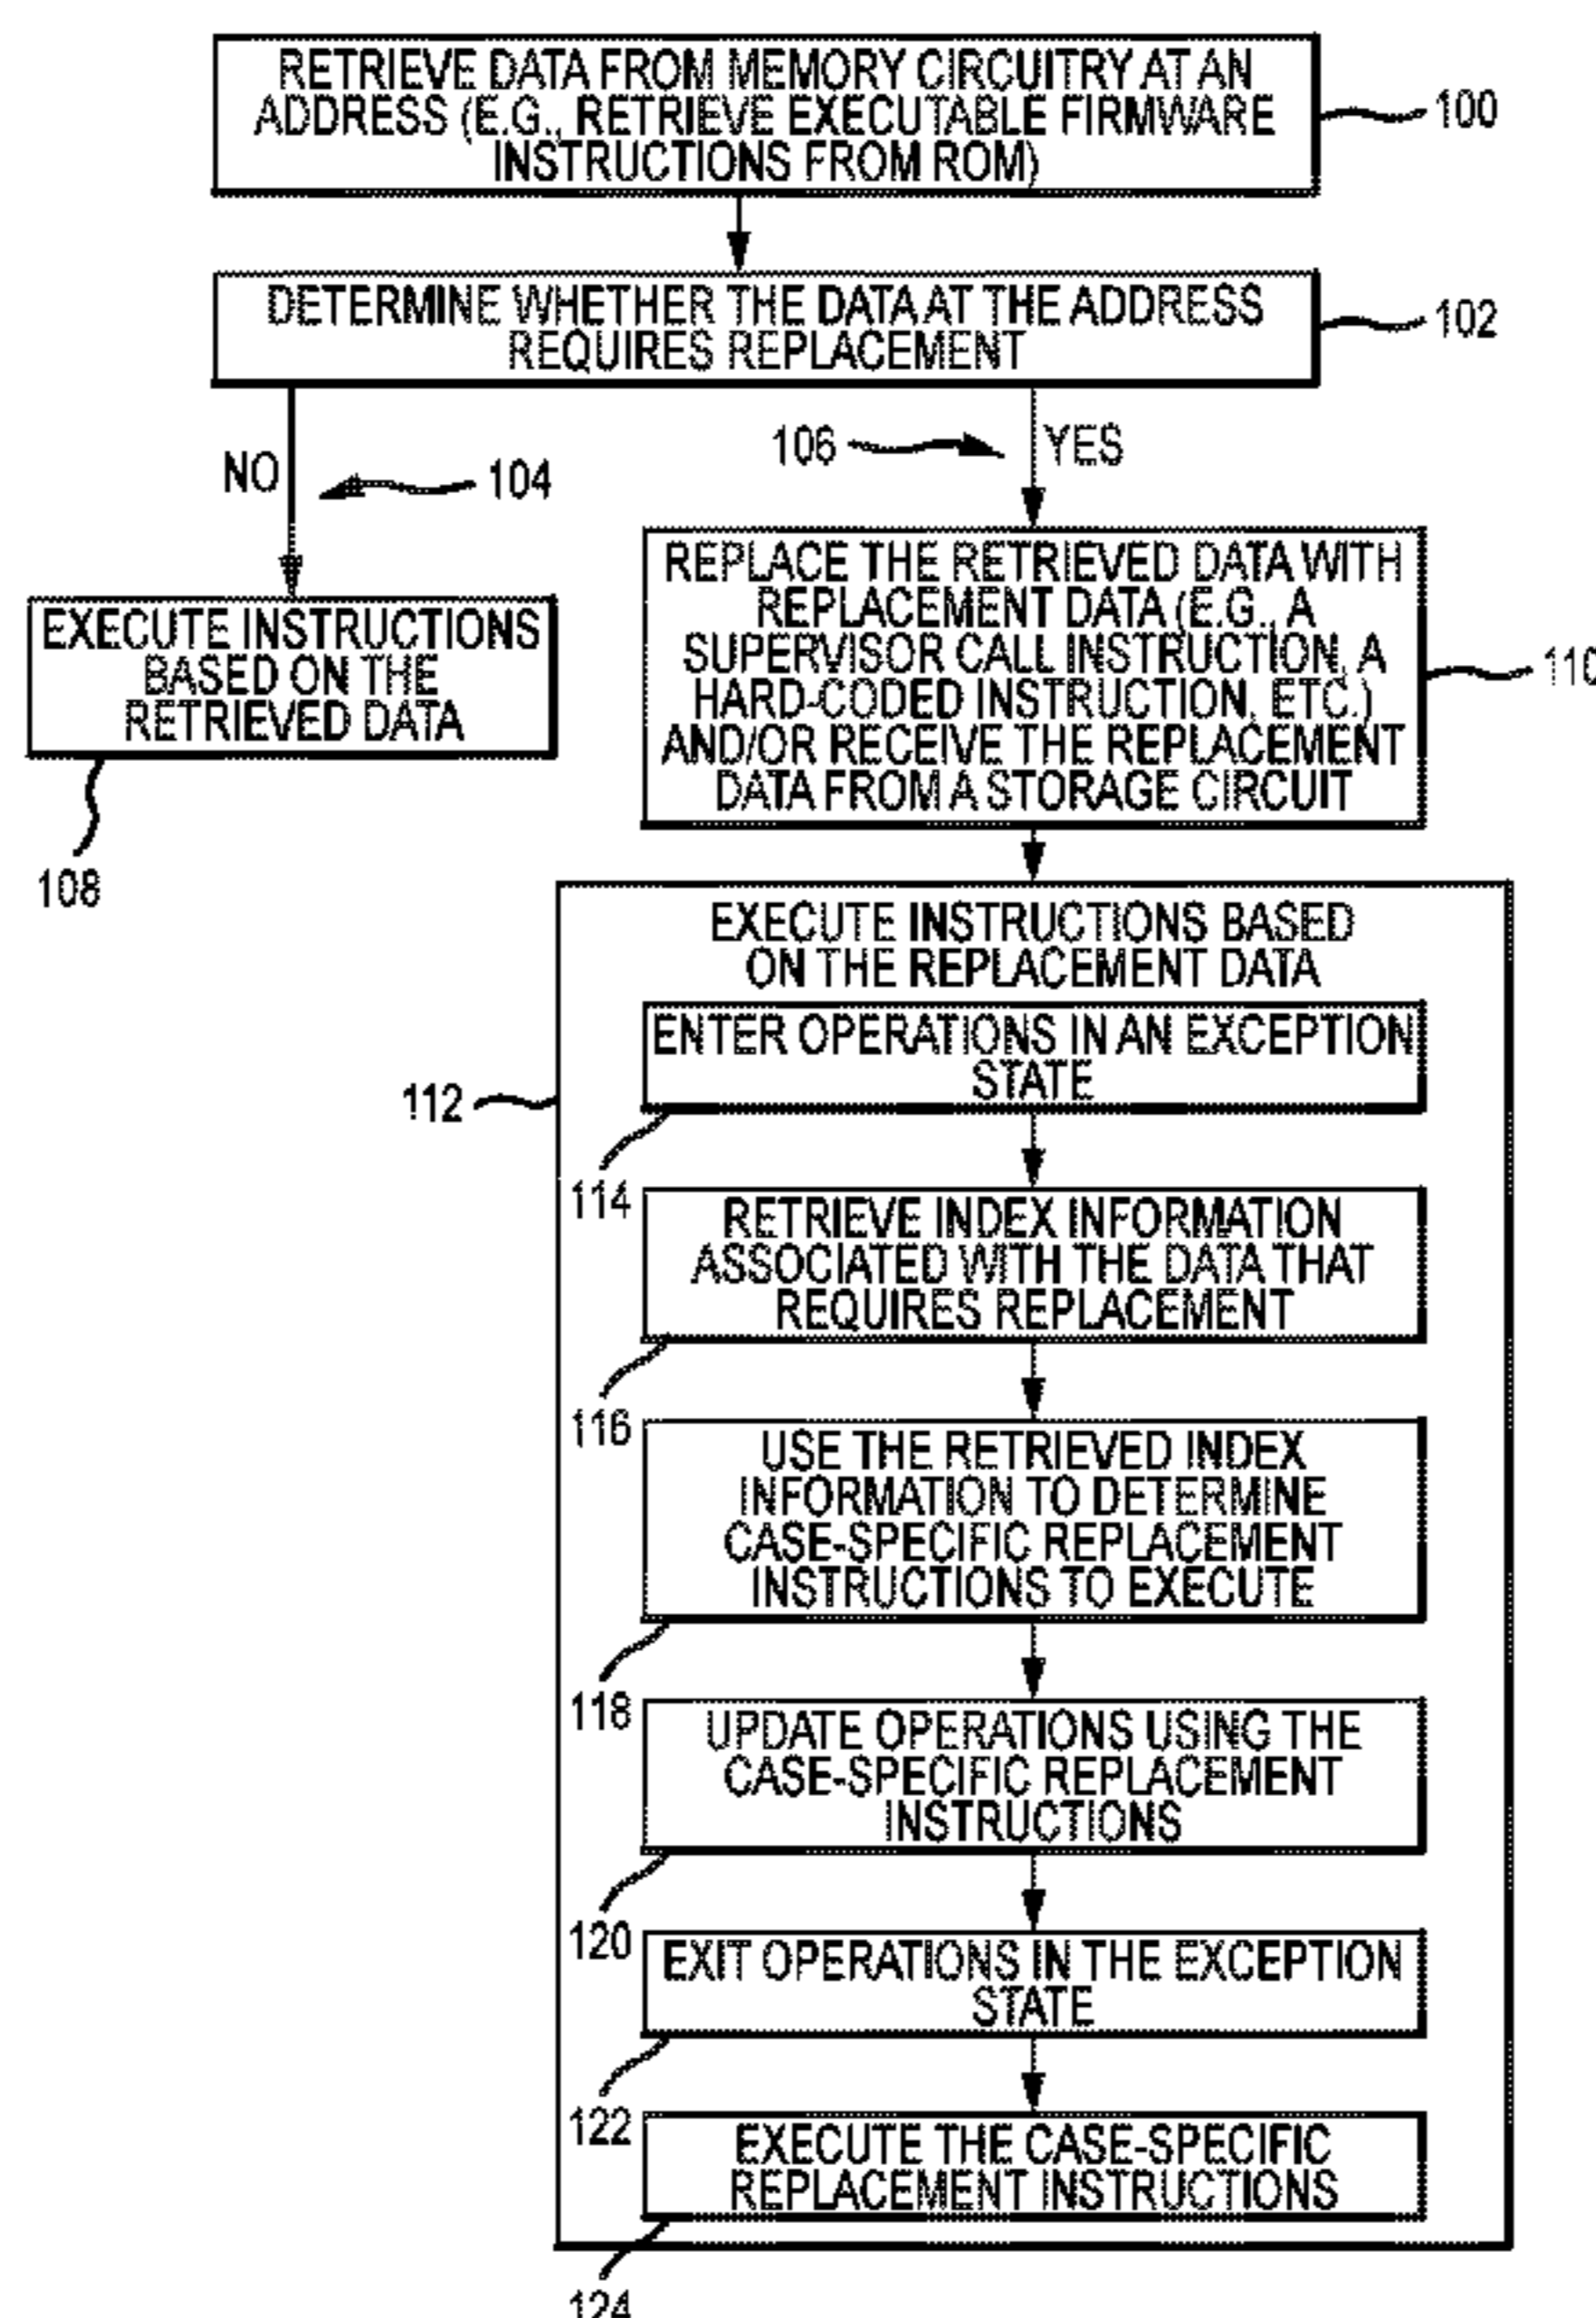 RETRIEVE DATA FROM MEMORY CIRCUITRY AT AN
ADDRESS (E.G., RETRIEVE EXECUTABLE FIRMWARE
INSTRUCTIONS FROM ROM)
100
DETERMINE WHETHER THE DATA AT THE ADDRESS
REQUIRES REPLACEMENT
102
NO
104
106
YES
EXECUTE INSTRUCTIONS
BASED ON THE
RETRIEVED DATA
108
REPLACE THE RETRIEVED DATA WITH
REPLACEMENT DATA (E.G., A
SUPERVISOR CALL INSTRUCTION, A
HARD-CODED INSTRUCTION, ETC.)
AND/OR RECEIVE THE REPLACEMENT
DATA FROM A STORAGE CIRCUIT
110
EXECUTE INSTRUCTIONS BASED
ON THE REPLACEMENT DATA
112
ENTER OPERATIONS IN AN EXCEPTION
STATE
114
RETRIEVE INDEX INFORMATION
ASSOCIATED WITH THE DATA THAT
REQUIRES REPLACEMENT
116
USE THE RETRIEVED INDEX
INFORMATION TO DETERMINE
CASE-SPECIFIC REPLACEMENT
INSTRUCTIONS TO EXECUTE
118
UPDATE OPERATIONS USING THE
CASE-SPECIFIC REPLACEMENT
INSTRUCTIONS
120
EXIT OPERATIONS IN THE EXCEPTION
STATE
122
EXECUTE THE CASE-SPECIFIC
REPLACEMENT INSTRUCTIONS
124